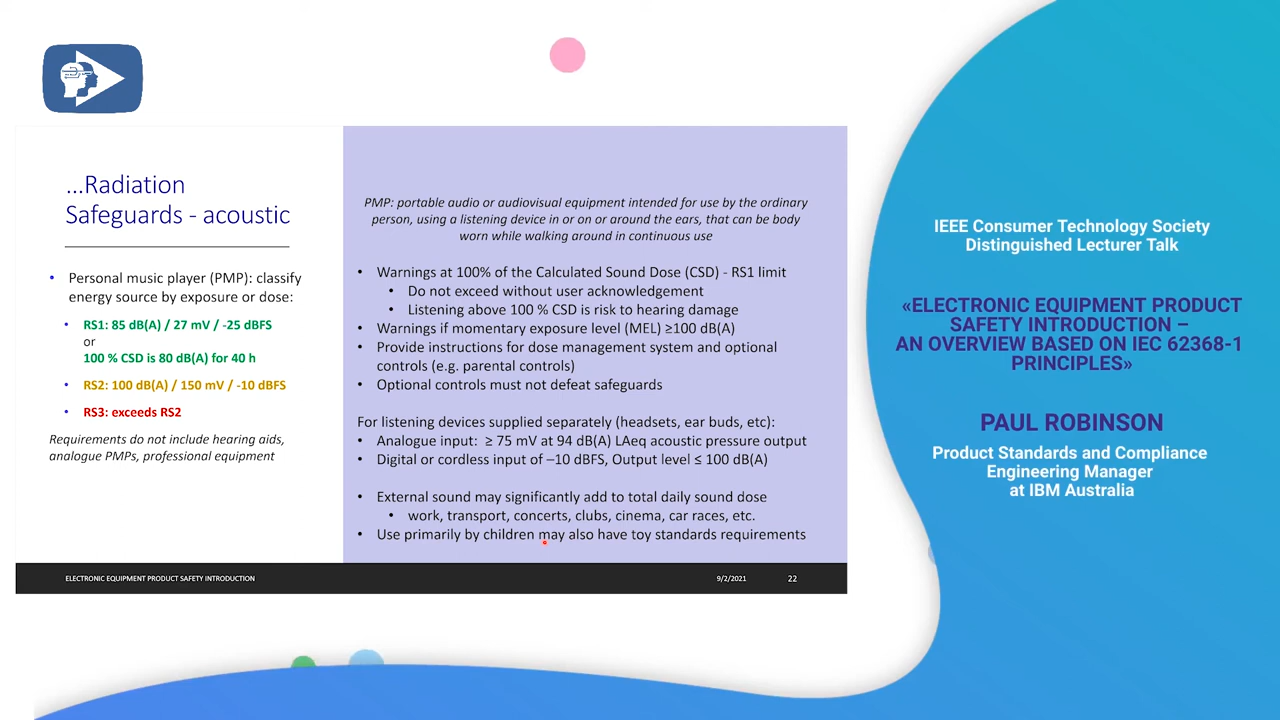 ...Radiation
Safeguards - acoustic
• Personal music player (PMP): classify
energy source by exposure or dose:
• RS1: 85 dB(A) / 27 mV / -25 dBFS
or
100 % CSD is 80 dB(A) for 40 h
• RS2: 100 dB(A) / 150 mV / -10 dBFS
• RS3: exceeds RS2
Requirements do not include hearing aids,
analogue PMPs, professional equipment
PMP: portable audio or audiovisual equipment intended for use by the ordinary
person, using a listening device in or on or around the ears, that can be body
worn while walking around in continuous use
• Warnings at 100% of the Calculated Sound Dose (CSD) - RS1 limit
• Do not exceed without user acknowledgement
• Listening above 100 % CSD is risk to hearing damage
• Warnings if momentary exposure level (MEL) ≥100 dB(A)
• Provide instructions for dose management system and optional
controls (e.g. parental controls)
• Optional controls must not defeat safeguards
For listening devices supplied separately (headsets, ear buds, etc):
• Analogue input: ≥ 75 mV at 94 dB(A) LAeq acoustic pressure output
• Digital or cordless input of –10 dBFS, Output level ≤ 100 dB(A)
• External sound may significantly add to total daily sound dose
• work, transport, concerts, clubs, cinema, car races, etc.
• Use primarily by children may also have toy standards requirements
ELECTRONIC EQUIPMENT PRODUCT SAFETY INTRODUCTION
9/2/2021
22
IEEE Consumer Technology Society
Distinguished Lecturer Talk
«ELECTRONIC EQUIPMENT PRODUCT
SAFETY INTRODUCTION –
AN OVERVIEW BASED ON IEC 62368-1
PRINCIPLES»
PAUL ROBINSON
Product Standards and Compliance
Engineering Manager
at IBM Australia